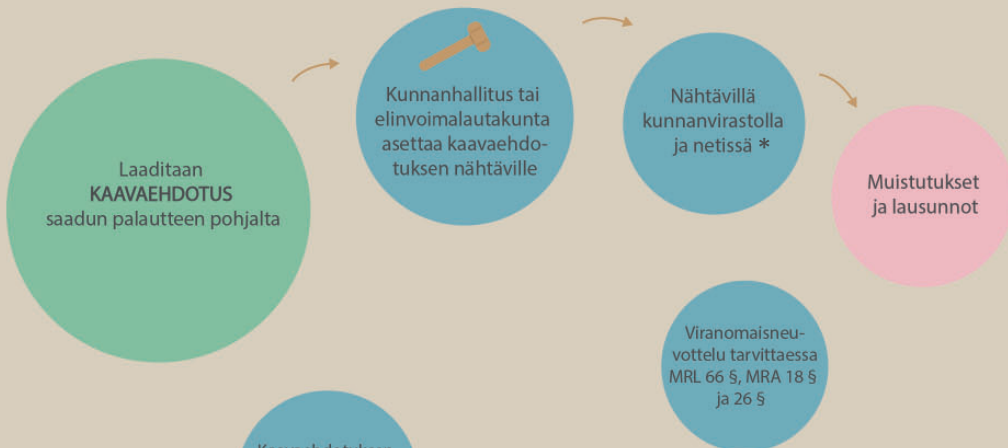 Laaditaan
KAAVAEHDOTUS
saadun palautteen pohjalta
Kunnanhallitus tai
elinvoimalautakunta
asettaa kaavaehdo-
tuksen nähtäville
Nähtävillä
kunnanvirastolla
ja netissä *
Muistutukset
ja lausunnot
Viranomaisneu-
vottelu tarvittaessa
MRL 66 §, MRA 18 §
ja 26 §